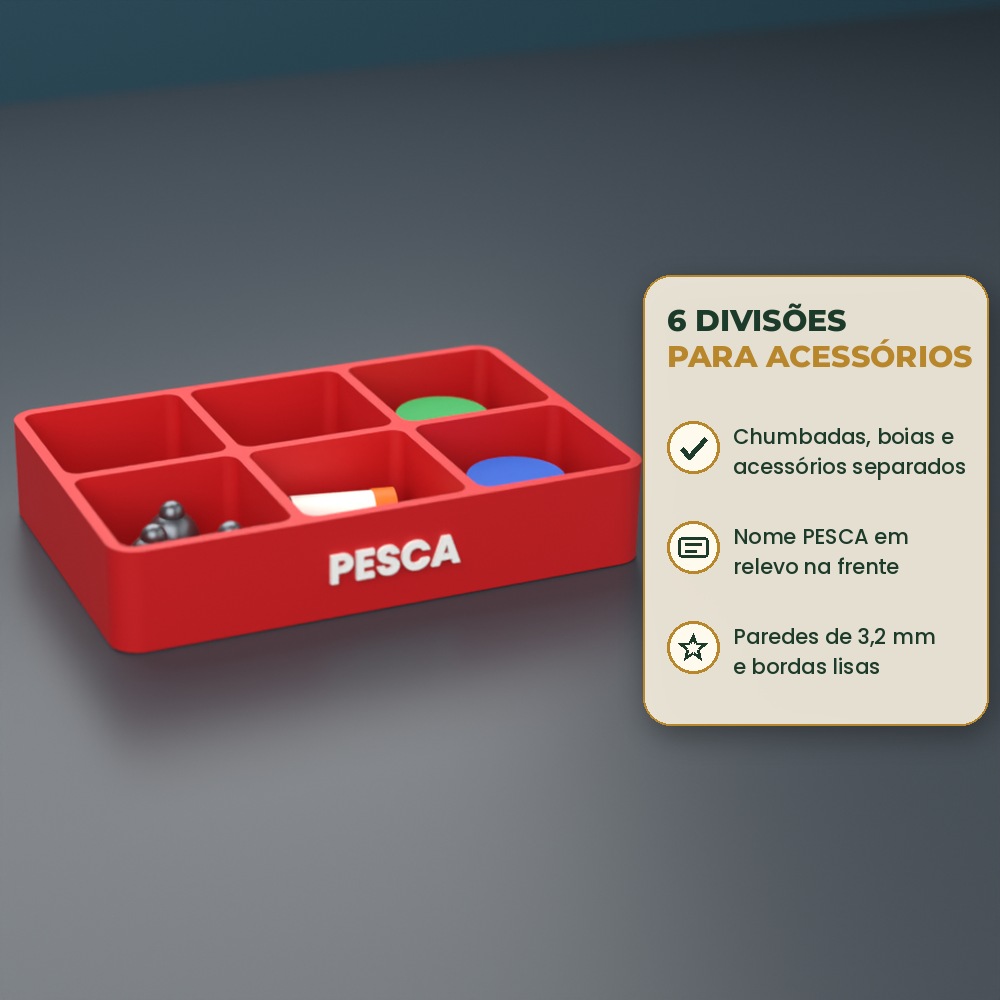 PESCA
6 DIVISÕES
PARA ACESSÓRIOS
Chumbadas, boias e
acessórios separados
Nome PESCA em
relevo na frente
Paredes de 3,2 mm
e bordas lisas